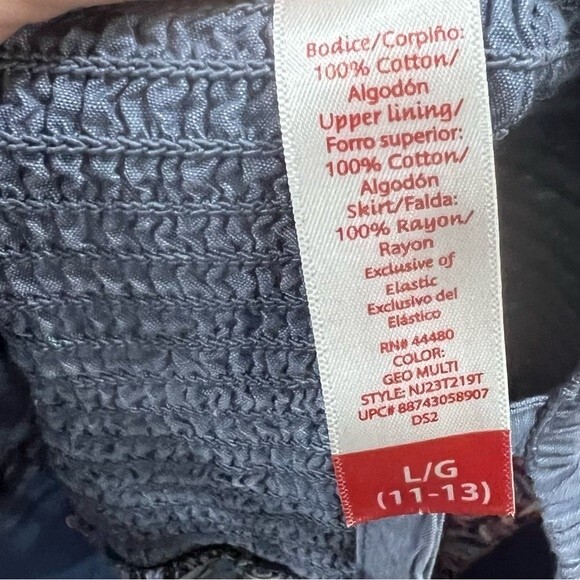 Bodice/Corpiño:
100% Cotton/
Algodón
Upper lining/
Forro superior:
100% Cotton/
Algodón
Skirt/Falda:
100% Rayon/
Rayon
Exclusive of
Elastic
Exclusivo del
Elástico
RN# 44480
COLOR:
GEO MULTI
STYLE: NJ23T219T
UPC# 88743058907
DS2
L/G
(11-13)